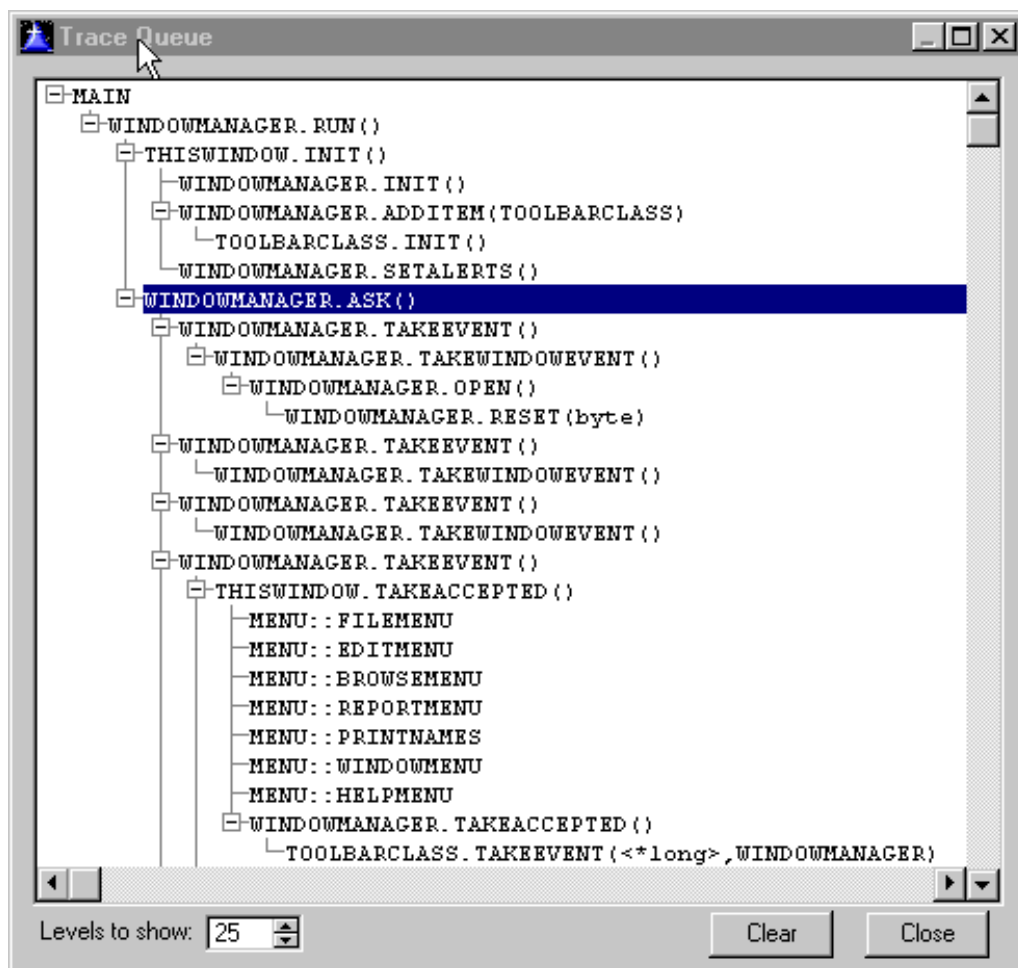 Trace Queue
MAIN
WINDOWMANAGER.RUN()
THISWINDOW.INIT()
WINDOWMANAGER.INIT()
WINDOWMANAGER.ADDITEM(TOOLBARCLASS)
TOOLBARCLASS.INIT()
WINDOWMANAGER.SETALERTS()
WINDOWMANAGER.ASK()
WINDOWMANAGER.TAKEEVENT()
WINDOWMANAGER.TAKEWINDOWEVENT()
WINDOWMANAGER.OPEN()
WINDOWMANAGER.RESET(byte)
WINDOWMANAGER.TAKEEVENT()
WINDOWMANAGER.TAKEWINDOWEVENT()
WINDOWMANAGER.TAKEEVENT()
WINDOWMANAGER.TAKEWINDOWEVENT()
WINDOWMANAGER.TAKEEVENT()
THISWINDOW.TAKEACCEPTED()
MENU::FILEMENU
MENU::EDITMENU
MENU::BROWSEMENU
MENU::REPORTMENU
MENU::PRINTNAMES
MENU::WINDOWMENU
MENU::HELPMENU
WINDOWMANAGER.TAKEACCEPTED()
TOOLBARCLASS.TAKEEVENT(<*long>,WINDOWMANAGER)
Levels to show: 25 Clear Close